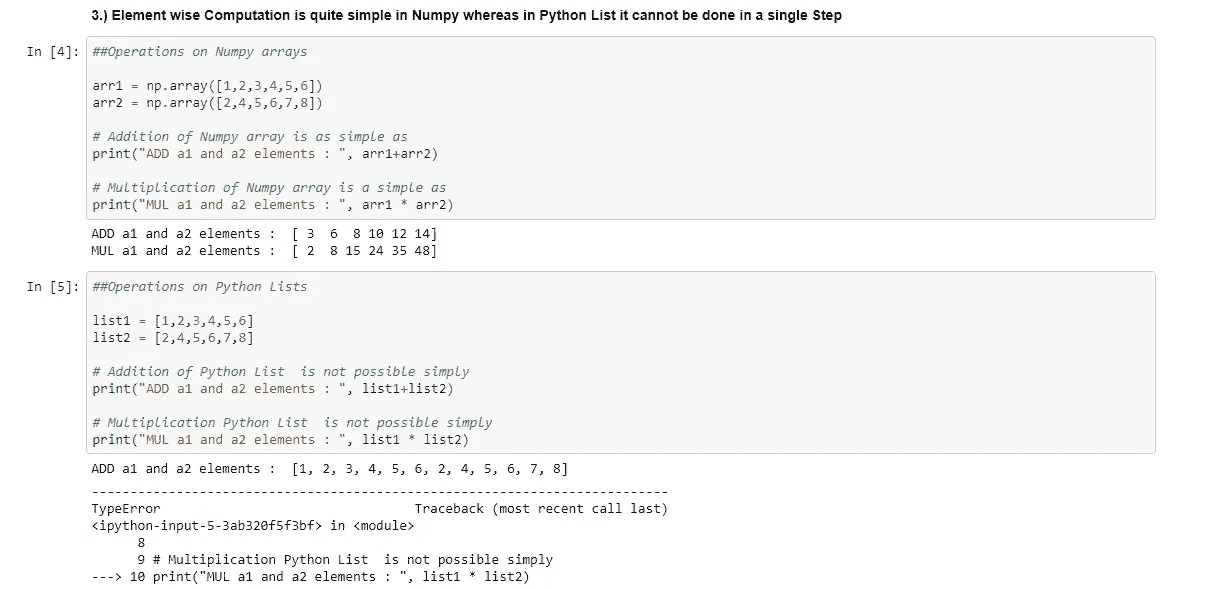 3.) Element wise Computation is quite simple in Numpy whereas in Python List it cannot be done in a single Step
In [4]: ##Operations on Numpy arrays
arr1 = np.array([1,2,3,4,5,6])
arr2 = np.array([2,4,5,6,7,8])
# Addition of Numpy array is as simple as
print("ADD a1 and a2 elements : ", arr1+arr2)
# Multiplication of Numpy array is a simple as
print("MUL a1 and a2 elements : ", arr1 * arr2)
ADD a1 and a2 elements :  [ 3  6  8 10 12 14]
MUL a1 and a2 elements :  [ 2  8 15 24 35 48]
In [5]: ##Operations on Python Lists
list1 = [1,2,3,4,5,6]
list2 = [2,4,5,6,7,8]
# Addition of Python List  is not possible simply
print("ADD a1 and a2 elements : ", list1+list2)
# Multiplication Python List  is not possible simply
print("MUL a1 and a2 elements : ", list1 * list2)
ADD a1 and a2 elements :  [1, 2, 3, 4, 5, 6, 2, 4, 5, 6, 7, 8]
---------------------------------------------------------------------------
TypeError                                 Traceback (most recent call last)
<ipython-input-5-3ab320f5f3bf> in <module>
      8
      9 # Multiplication Python List  is not possible simply
---> 10 print("MUL a1 and a2 elements : ", list1 * list2)